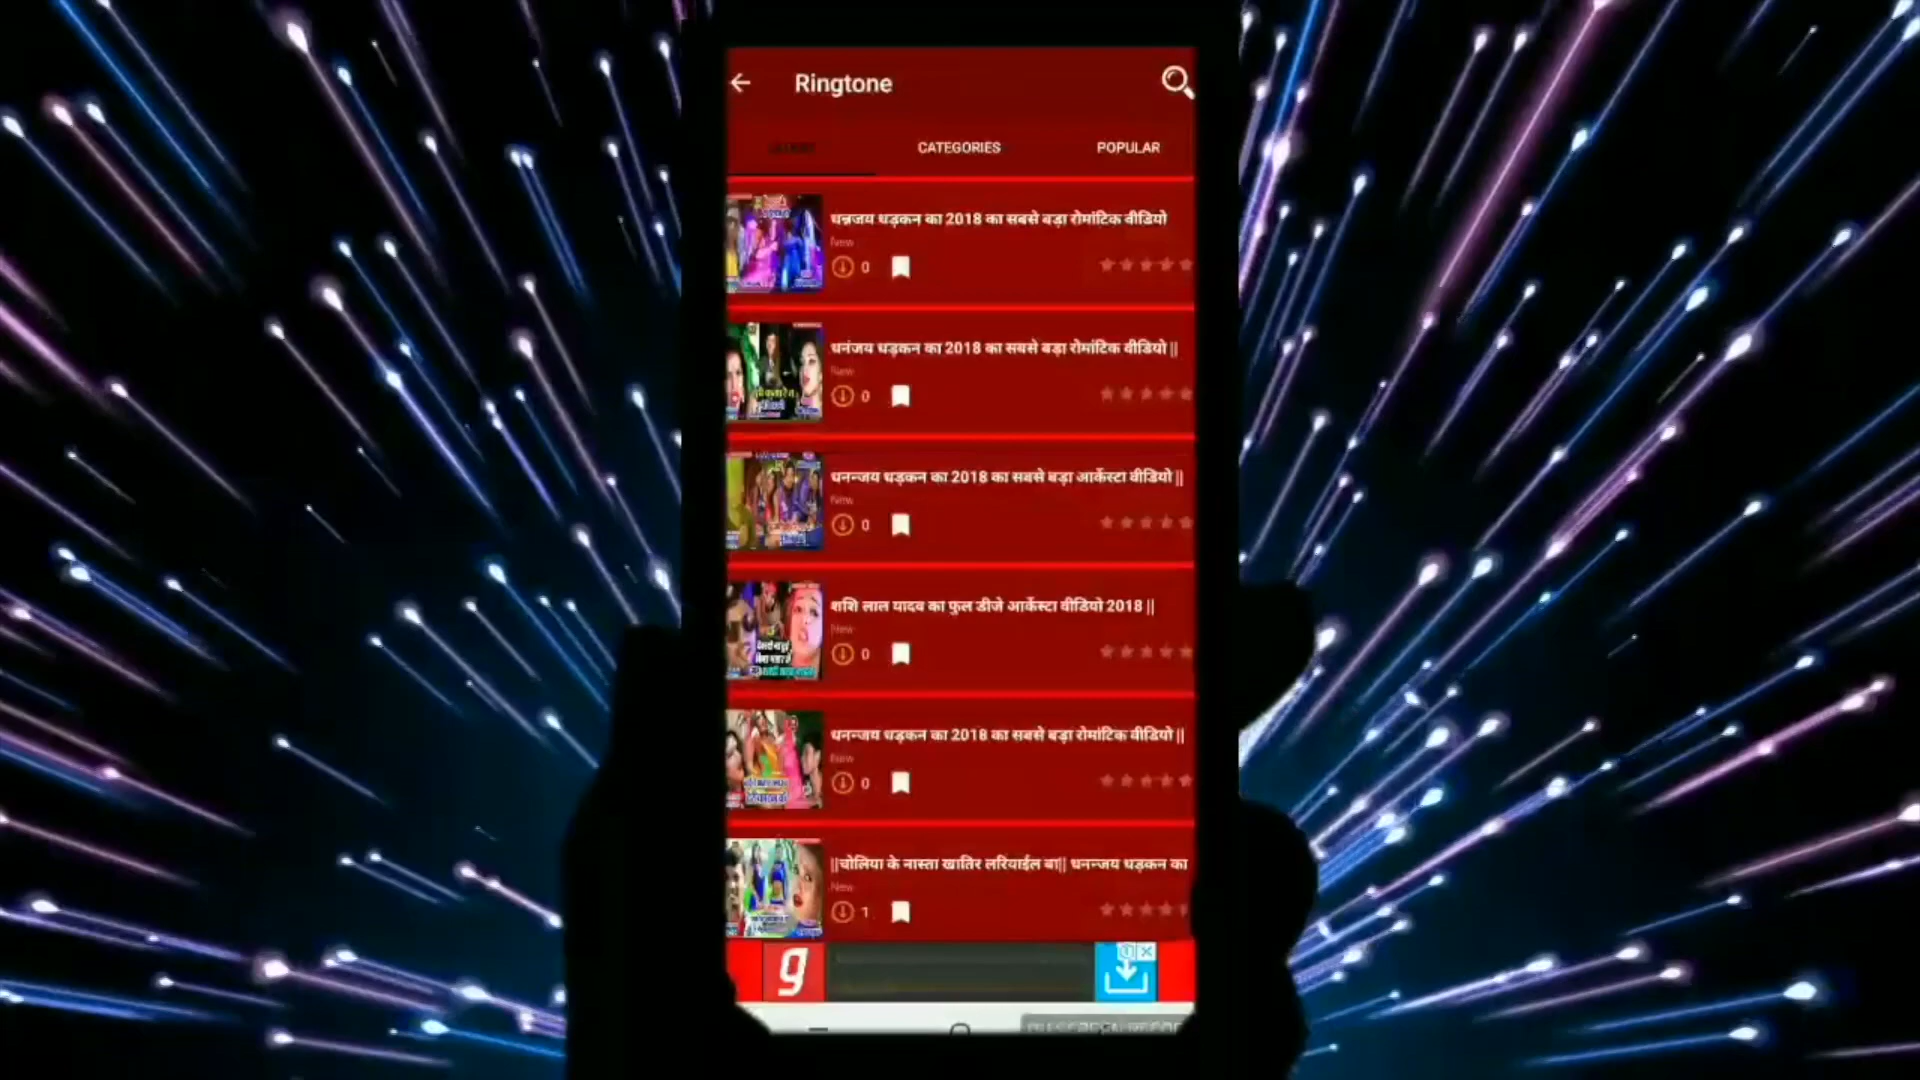 Ringtone
CATEGORIES
POPULAR
धन्नजय धड़कन का 2018 का सबसे बड़ा रोमांटिक वीडियो
New
0
धनंजय धड़कन का 2018 का सबसे बड़ा रोमांटिक वीडियो ||
New
0
धनन्जय धड़कन का 2018 का सबसे बड़ा आर्केस्टा वीडियो ||
New
0
शशि लाल यादव का फुल डीजे आर्केस्टा वीडियो 2018 ||
New
0
धनन्जय धड़कन का 2018 का सबसे बड़ा रोमांटिक वीडियो ||
New
0
||चोलिया के नास्ता खातिर लरियाईल बा|| धनन्जय धड़कन का
New
1
g